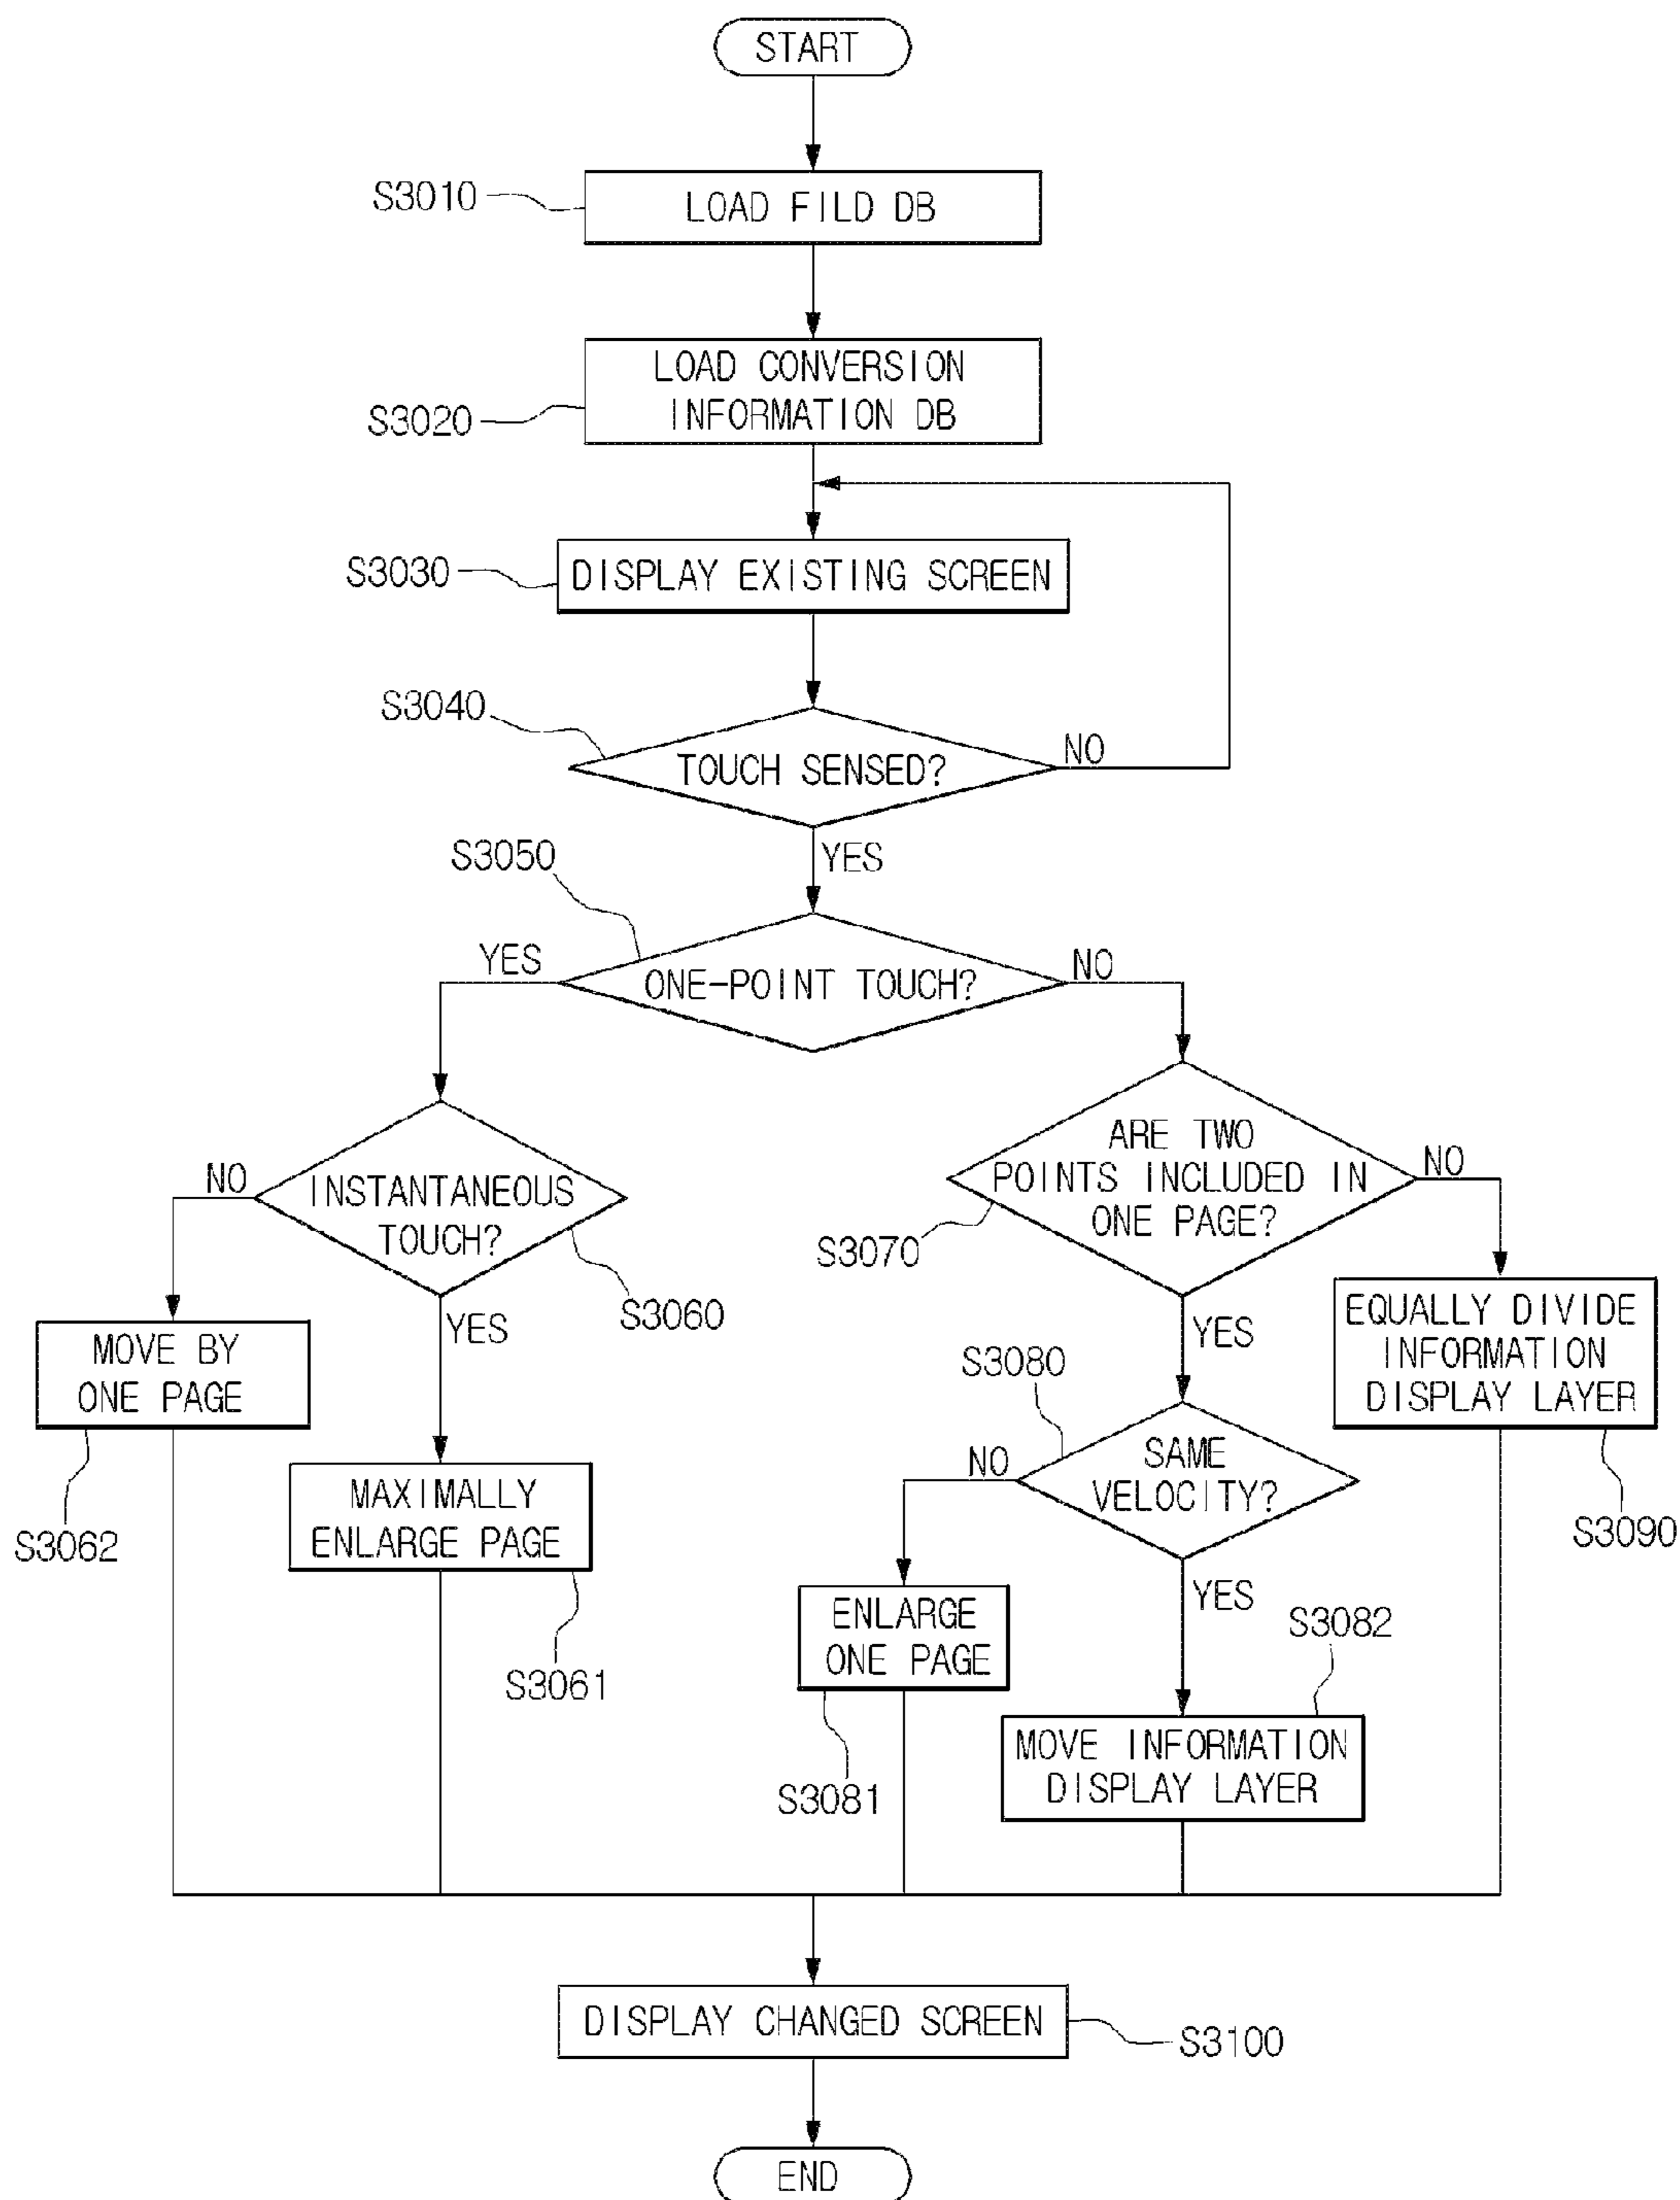 START
S3010
LOAD FILD DB
LOAD CONVERSION
S3020
INFORMATION DB
S3030
DISPLAY EXISTING SCREEN
S3040
TOUCH SENSED?
NO
YES
S3050
YES
ONE-POINT TOUCH?
NO
NO
INSTANTANEOUS
TOUCH?
S3060
YES
ARE TWO
POINTS INCLUDED IN
ONE PAGE?
NO
S3070
YES
MOVE BY
ONE PAGE
S3062
MAXIMALLY
ENLARGE PAGE
S3061
EQUALLY DIVIDE
INFORMATION
DISPLAY LAYER
S3090
S3080
NO
SAME
VELOCITY?
YES
ENLARGE
ONE PAGE
S3081
S3082
MOVE INFORMATION
DISPLAY LAYER
DISPLAY CHANGED SCREEN
S3100
END